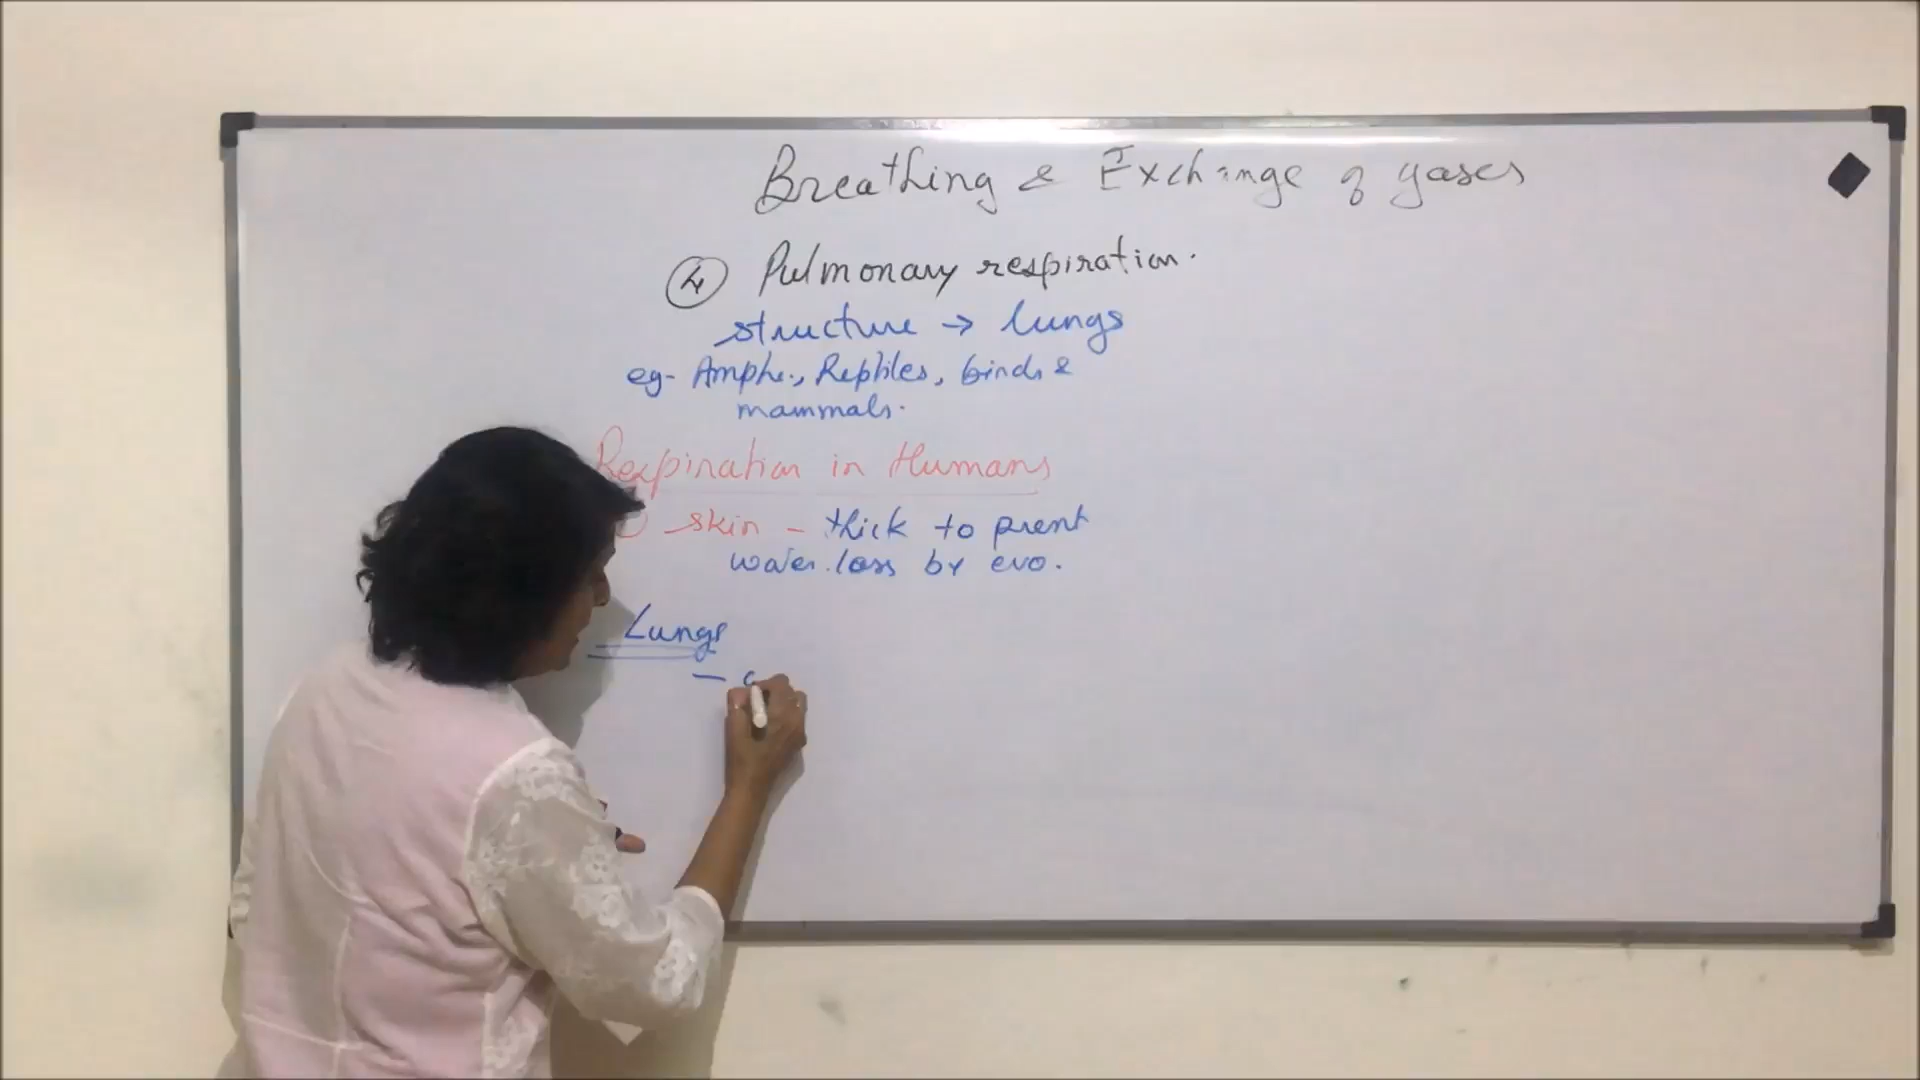 Breathing & Exchange of gases
4 Pulmonary respiration.
structure → lungs
eg- Amphi., Reptiles, birds &
mammals.
Respiration in Humans
skin - thick to prent
water loss by evo.
Lungs
-